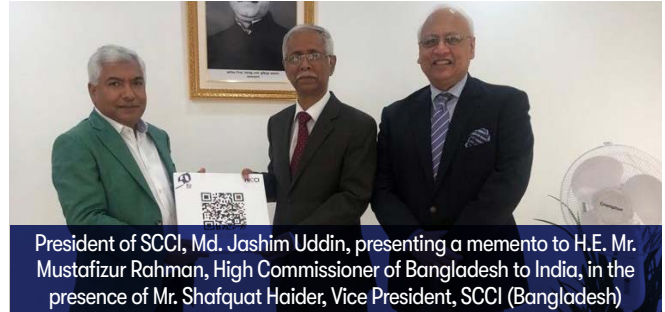 SCCI
President of SCCI, Md. Jashim Uddin, presenting a memento to H.E. Mr.
Mustafizur Rahman, High Commissioner of Bangladesh to India, in the
presence of Mr. Shafquat Haider, Vice President, SCCI (Bangladesh)